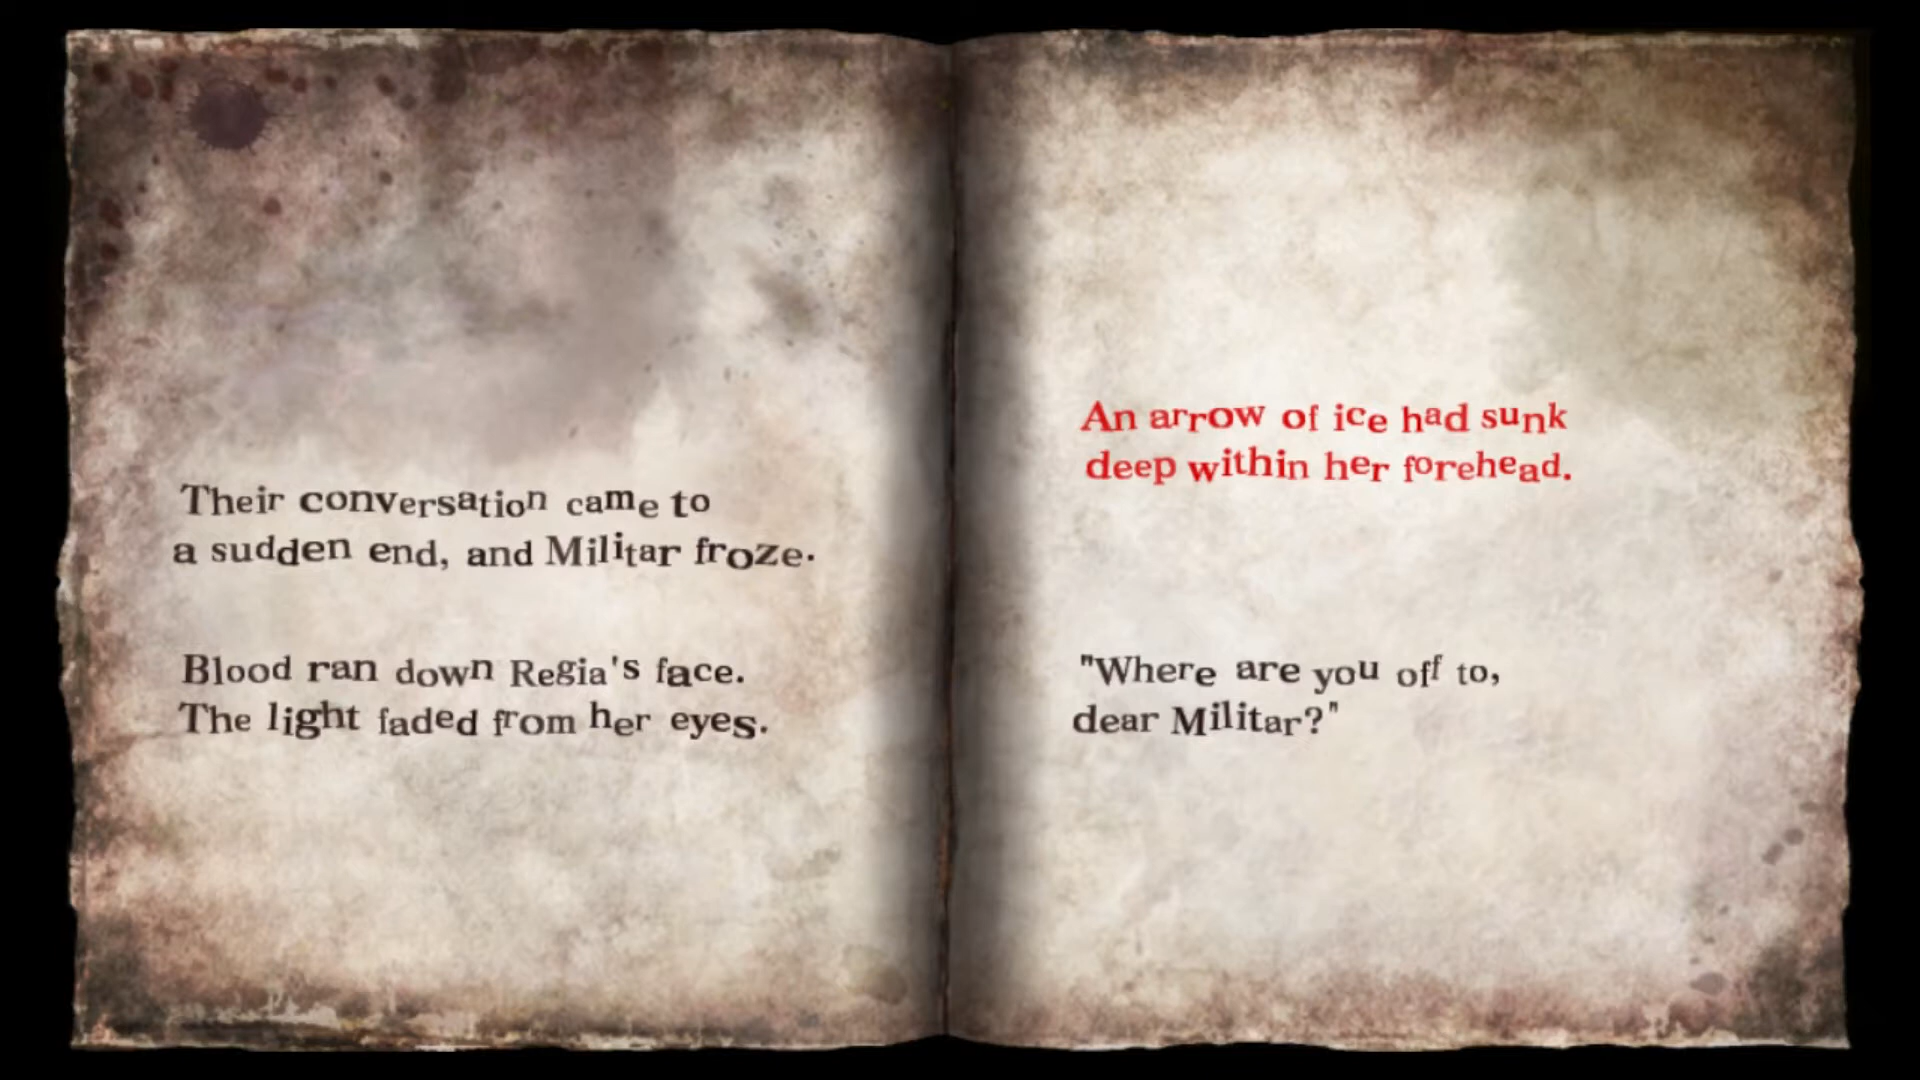 Their conversation came to
a sudden end, and Militar froze.
Blood ran down Regia's face.
The light faded from her eyes.
An arrow of ice had sunk
deep within her forehead.
"Where are you off to,
dear Militar?"